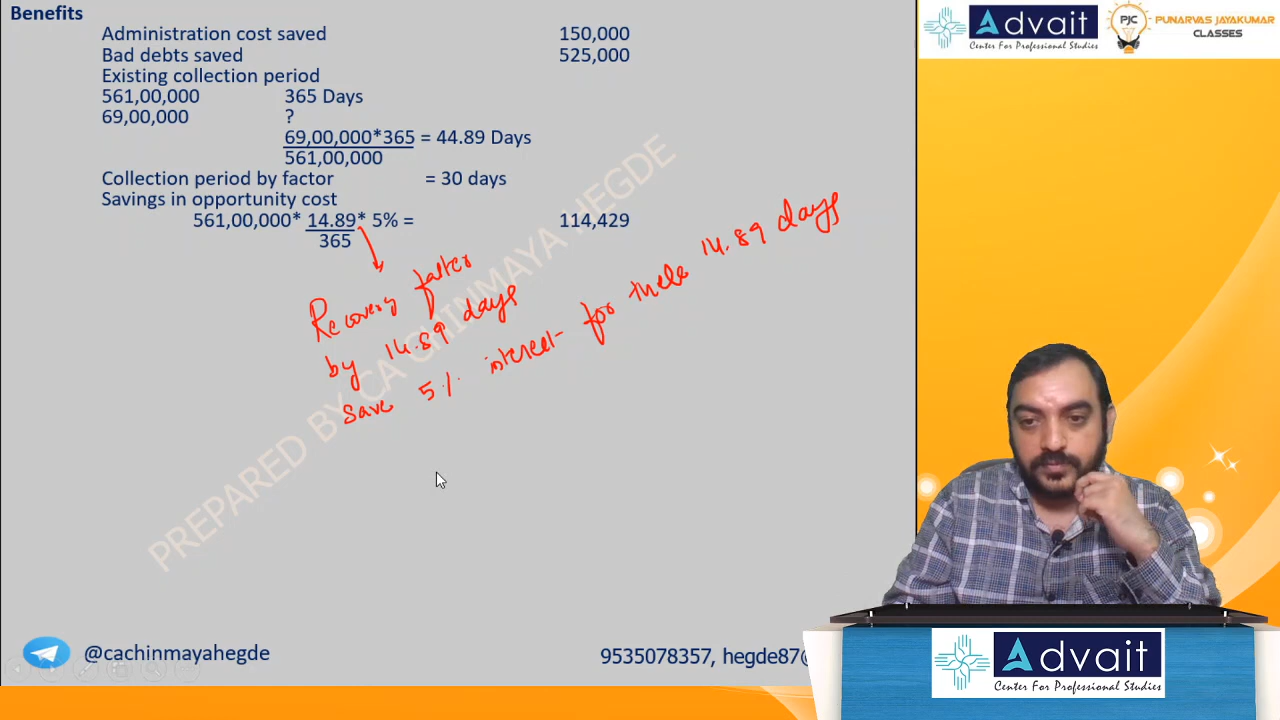 Benefits
Administration cost saved 150,000
Bad debts saved 525,000
Existing collection period
561,00,000 365 Days
69,00,000 ?
69,00,000*365 = 44.89 Days
561,00,000
Collection period by factor = 30 days
Savings in opportunity cost
561,00,000* 14.89* 5% = 114,429
365
Recovery faster
by 14.89 days
Save 5% interest for these 14.89 days
PREPARED BY CA CHINMAYA HEGDE
@cachinmayahegde
9535078357, hegde87@
Advait
Center For Professional Studies
PJC
PUNARVAS JAYAKUMAR
CLASSES
Advait
Center For Professional Studies